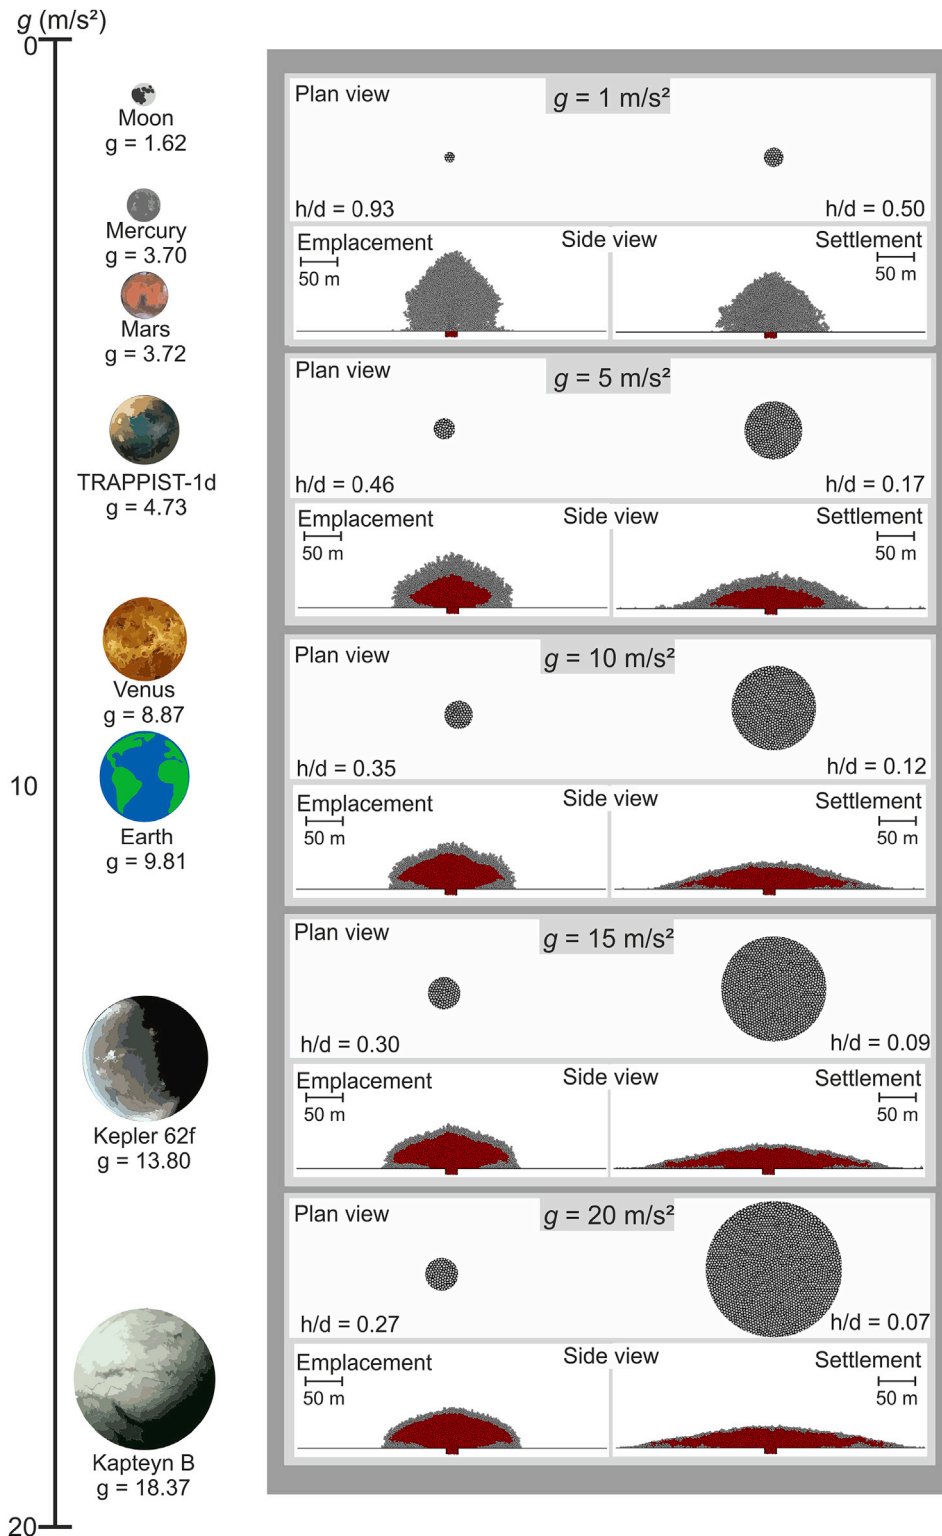 g (m/s²)
0
Moon
g = 1.62
Mercury
g = 3.70
Mars
g = 3.72
TRAPPIST-1d
g = 4.73
Venus
g = 8.87
10
Earth
g = 9.81
Kepler 62f
g = 13.80
Kapteyn B
g = 18.37
20
Plan view
g = 1 m/s²
h/d = 0.93
h/d = 0.50
Emplacement
Side view
Settlement
50 m
50 m
Plan view
g = 5 m/s²
h/d = 0.46
h/d = 0.17
Emplacement
Side view
Settlement
50 m
50 m
Plan view
g = 10 m/s²
h/d = 0.35
h/d = 0.12
Emplacement
Side view
Settlement
50 m
50 m
Plan view
g = 15 m/s²
h/d = 0.30
h/d = 0.09
Emplacement
Side view
Settlement
50 m
50 m
Plan view
g = 20 m/s²
h/d = 0.27
h/d = 0.07
Emplacement
Side view
Settlement
50 m
50 m